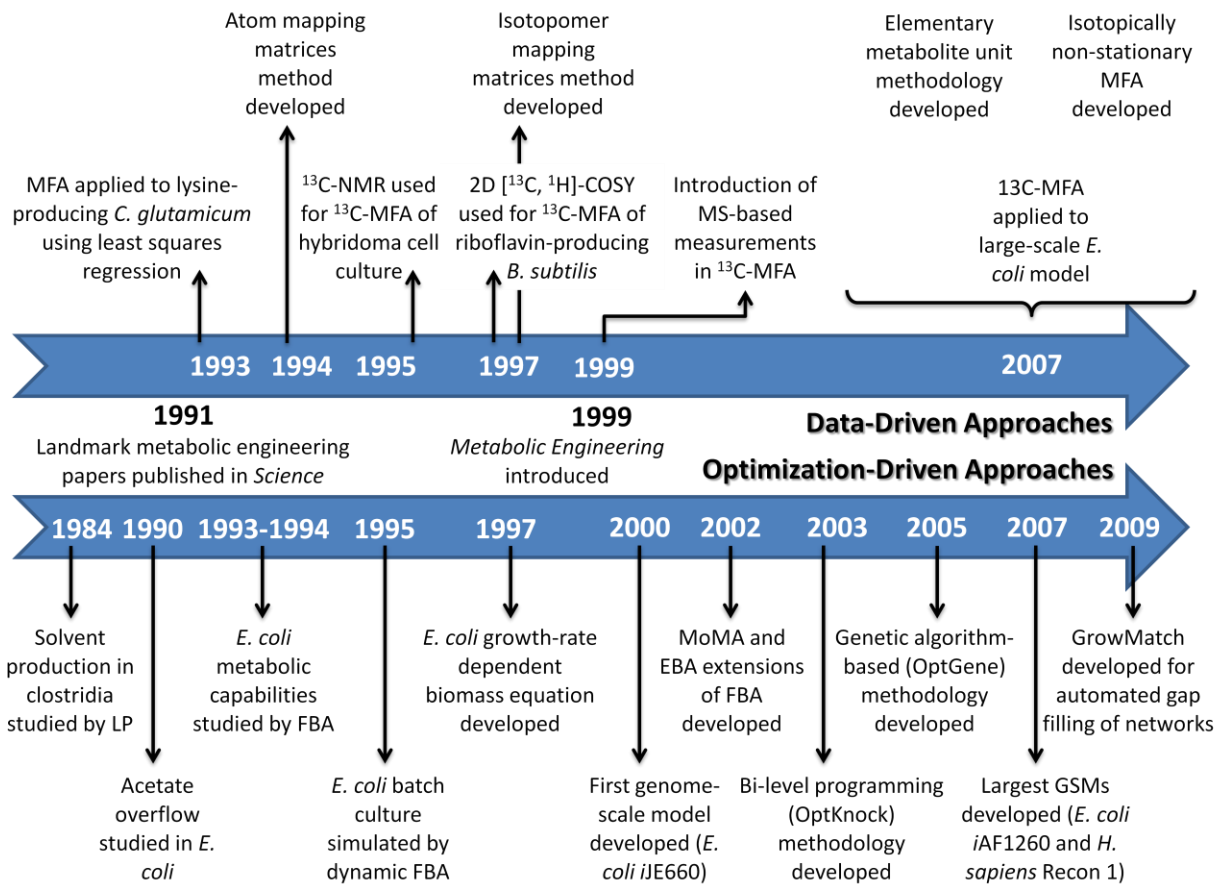 Atom mapping
matrices
method
developed
Isotopomer
mapping
matrices method
developed
Elementary
metabolite unit
methodology
developed
Isotopically
non-stationary
MFA
developed
MFA applied to lysine-
producing C. glutamicum
using least squares
regression
¹³C-NMR used
for ¹³C-MFA of
hybridoma cell
culture
2D [¹³C, ¹H]-COSY
used for ¹³C-MFA of
riboflavin-producing
B. subtilis
Introduction of
MS-based
measurements
in ¹³C-MFA
13C-MFA
applied to
large-scale E.
coli model
1993 1994 1995 1997 1999 2007
1991
Landmark metabolic engineering
papers published in Science
1999
Metabolic Engineering
introduced
Data-Driven Approaches
Optimization-Driven Approaches
1984 1990 1993-1994 1995 1997 2000 2002 2003 2005 2007 2009
Solvent
production in
clostridia
studied by LP
E. coli
metabolic
capabilities
studied by FBA
E. coli growth-rate
dependent
biomass equation
developed
MoMA and
EBA extensions
of FBA
developed
Genetic algorithm-
based (OptGene)
methodology
developed
GrowMatch
developed for
automated gap
filling of networks
Acetate
overflow
studied in E.
coli
E. coli batch
culture
simulated by
dynamic FBA
First genome-
scale model
developed (E.
coli iJE660)
Bi-level programming
(OptKnock)
methodology
developed
Largest GSMs
developed (E. coli
iAF1260 and H.
sapiens Recon 1)